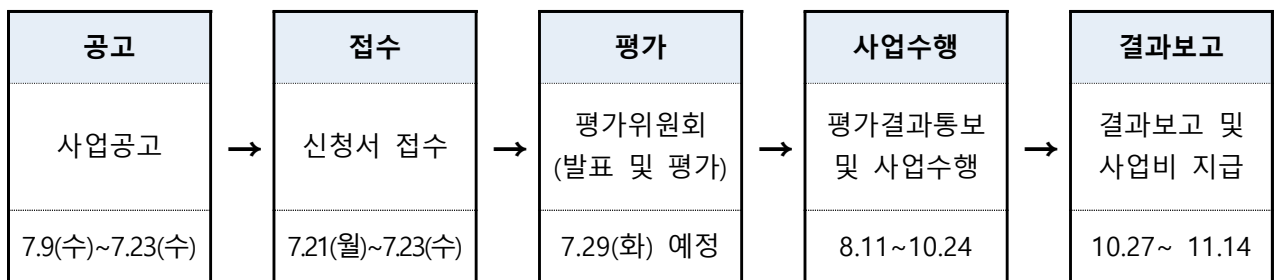 공고
사업공고
7.9(수)~7.23(수)
→
접수
신청서 접수
7.21(월)~7.23(수)
→
평가
평가위원회
(발표 및 평가)
7.29(화) 예정
→
사업수행
평가결과통보
및 사업수행
8.11~10.24
→
결과보고
결과보고 및
사업비 지급
10.27~ 11.14